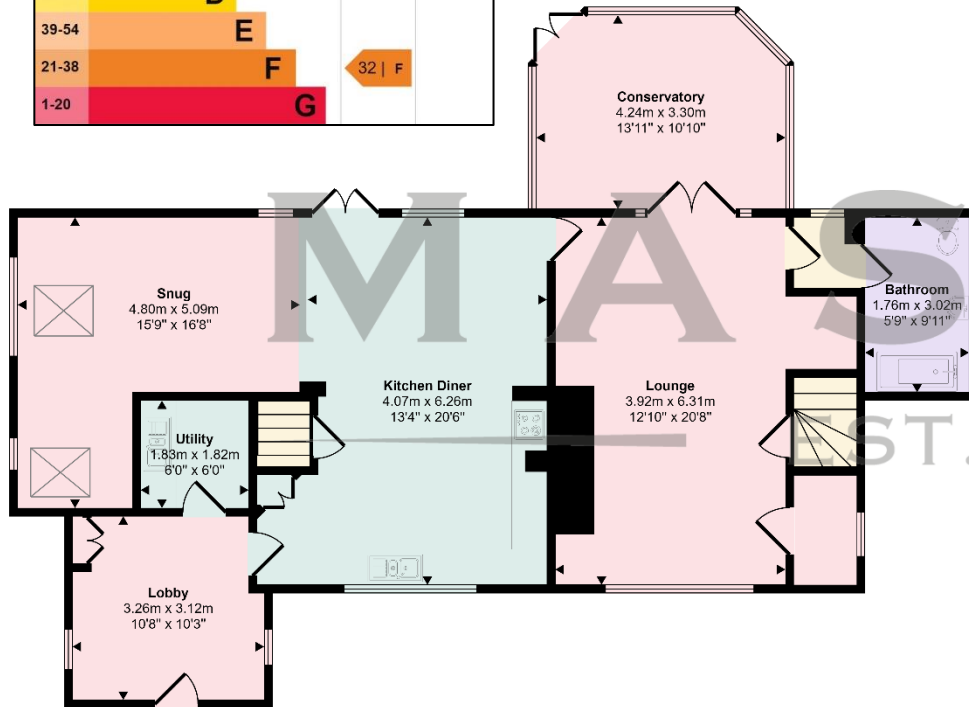 39-54
E
21-38
F
32 | F
1-20
G
Conservatory
4.24m x 3.30m
13'11" x 10'10"
MAS
Snug
4.80m x 5.09m
15'9" x 16'8"
Bathroom
1.76m x 3.02m
5'9" x 9'11"
Kitchen Diner
4.07m x 6.26m
13'4" x 20'6"
Lounge
3.92m x 6.31m
12'10" x 20'8"
Utility
1.83m x 1.82m
6'0" x 6'0"
EST.
Lobby
3.26m x 3.12m
10'8" x 10'3"